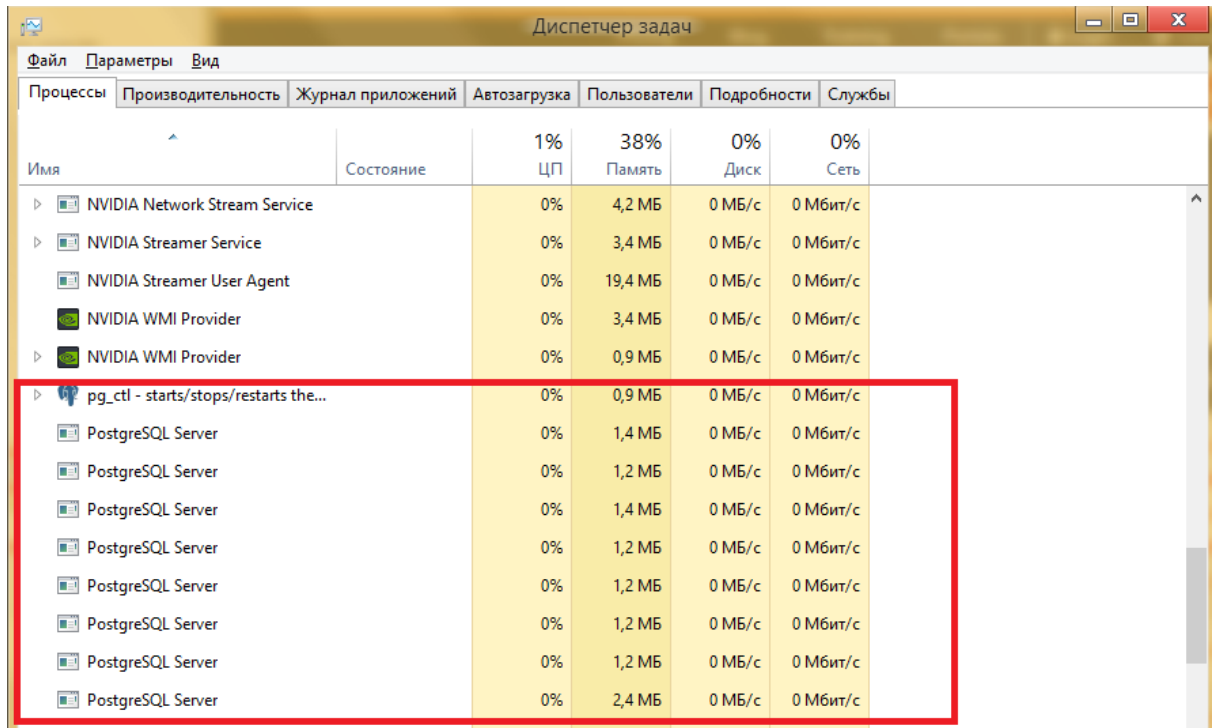 Диспетчер задач
Файл Параметры Вид
Процессы Производительность Журнал приложений Автозагрузка Пользователи Подробности Службы
1% 38% 0% 0%
Имя Состояние ЦП Память Диск Сеть
NVIDIA Network Stream Service 0% 4,2 МБ 0 МБ/с 0 Мбит/с
NVIDIA Streamer Service 0% 3,4 МБ 0 МБ/с 0 Мбит/с
NVIDIA Streamer User Agent 0% 19,4 МБ 0 МБ/с 0 Мбит/с
NVIDIA WMI Provider 0% 3,4 МБ 0 МБ/с 0 Мбит/с
NVIDIA WMI Provider 0% 0,9 МБ 0 МБ/с 0 Мбит/с
pg_ctl - starts/stops/restarts the... 0% 0,9 МБ 0 МБ/с 0 Мбит/с
PostgreSQL Server 0% 1,4 МБ 0 МБ/с 0 Мбит/с
PostgreSQL Server 0% 1,2 МБ 0 МБ/с 0 Мбит/с
PostgreSQL Server 0% 1,4 МБ 0 МБ/с 0 Мбит/с
PostgreSQL Server 0% 1,2 МБ 0 МБ/с 0 Мбит/с
PostgreSQL Server 0% 1,2 МБ 0 МБ/с 0 Мбит/с
PostgreSQL Server 0% 1,2 МБ 0 МБ/с 0 Мбит/с
PostgreSQL Server 0% 1,2 МБ 0 МБ/с 0 Мбит/с
PostgreSQL Server 0% 2,4 МБ 0 МБ/с 0 Мбит/с